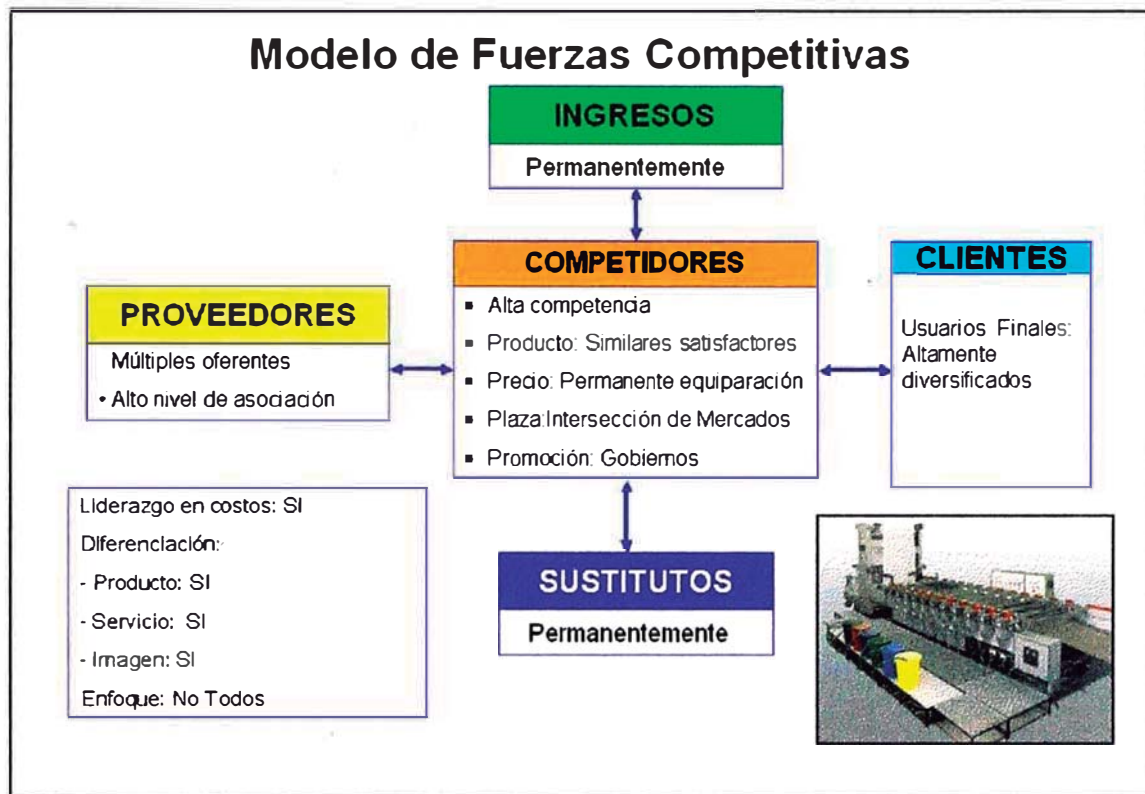 Modelo de Fuerzas Competitivas
INGRESOS
Permanentemente
COMPETIDORES
▪ Alta competencia
▪ Producto: Similares satisfactores
▪ Precio: Permanente equiparación
▪ Plaza:Intersección de Mercados
▪ Promoción: Gobiernos
CLIENTES
Usuarios Finales:
Altamente
diversificados
PROVEEDORES
Múltiples oferentes
• Alto nivel de asociación
Liderazgo en costos: SI
Diferenciación:
- Producto: SI
- Servicio: SI
- Imagen: SI
Enfoque: No Todos
SUSTITUTOS
Permanentemente